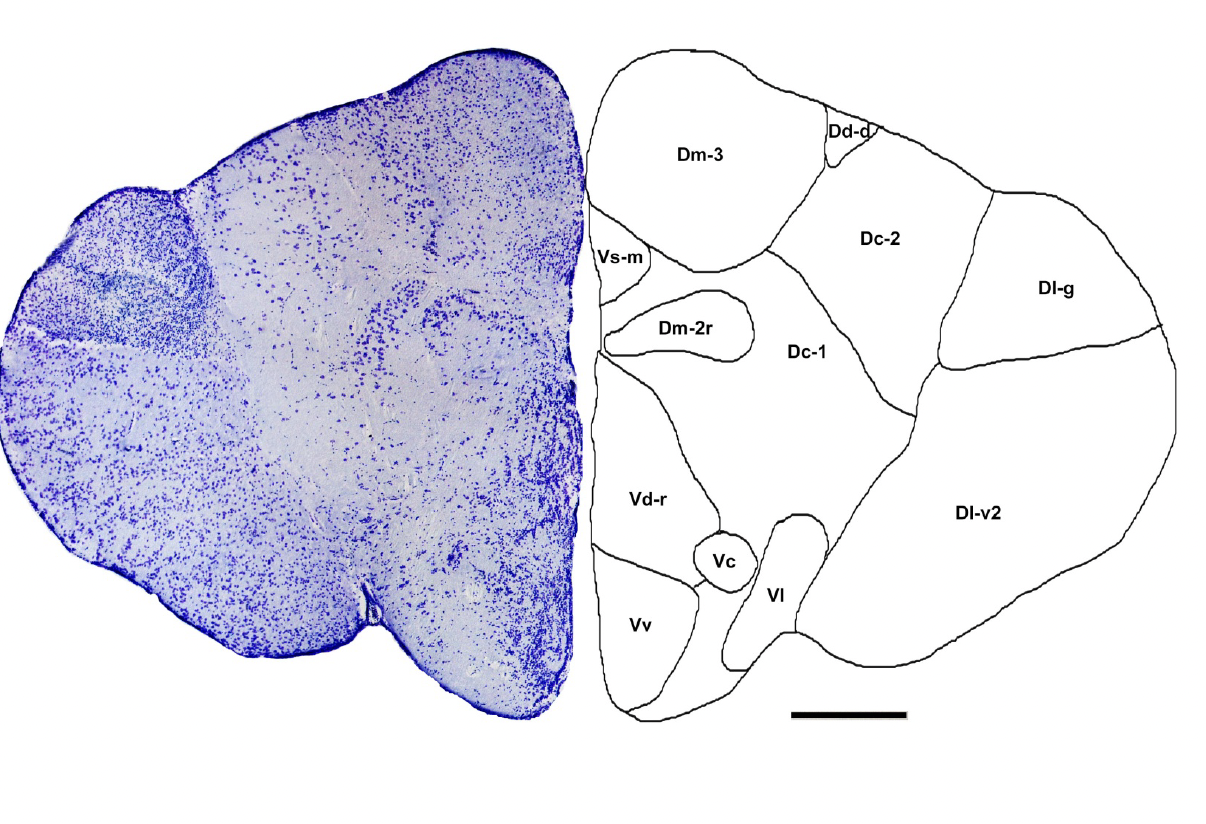 Dd-d
Dm-3
Dc-2
Vs-m
Dl-g
Dm-2r
Dc-1
Vd-r
Dl-v2
Vc
Vl
Vv